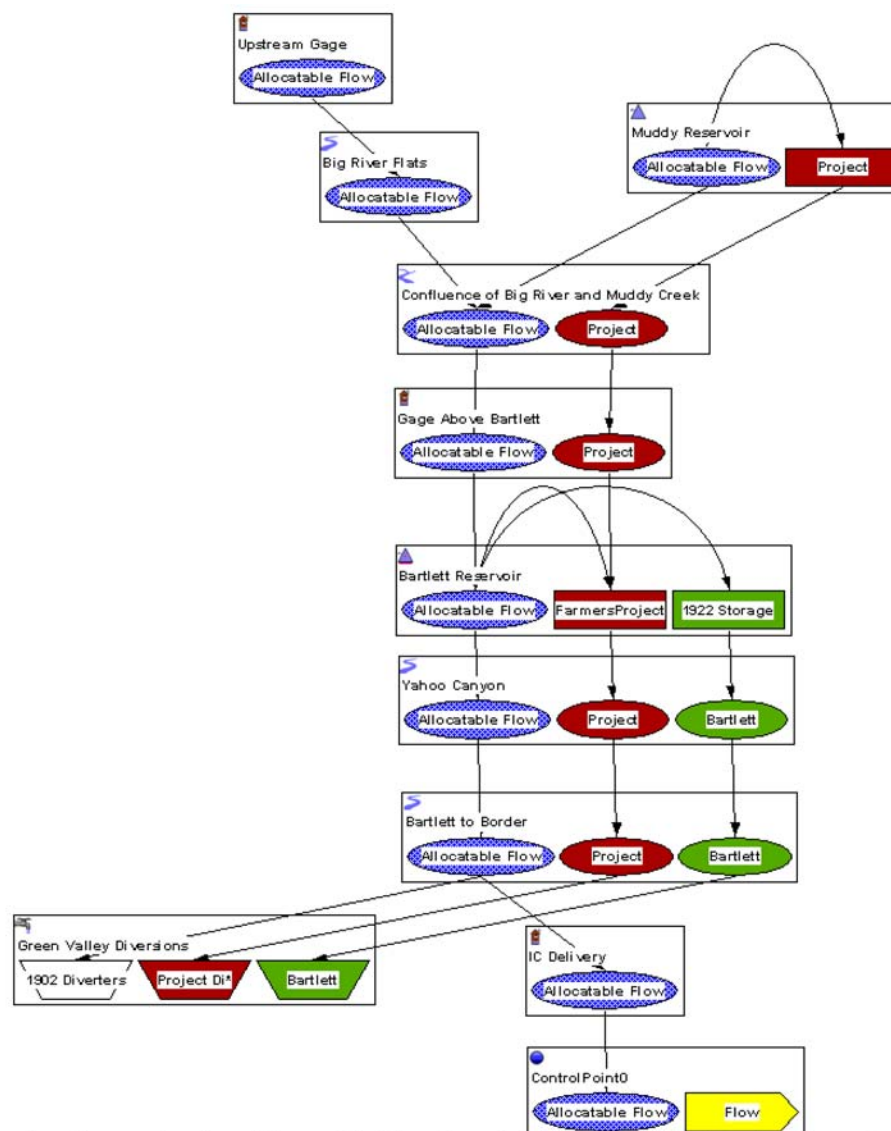 Upstream Gage
Allocatable Flow
Muddy Reservoir
Allocatable Flow
Project
Big River Flats
Allocatable Flow
Confluence of Big River and Muddy Creek
Allocatable Flow
Project
Gage Above Bartlett
Allocatable Flow
Project
Bartlett Reservoir
Allocatable Flow
FarmersProject
1922 Storage
Yahoo Canyon
Allocatable Flow
Project
Bartlett
Bartlett to Border
Allocatable Flow
Project
Bartlett
Green Valley Diversions
1902 Diverters
Project Di*
Bartlett
IC Delivery
Allocatable Flow
ControlPoint0
Allocatable Flow
Flow